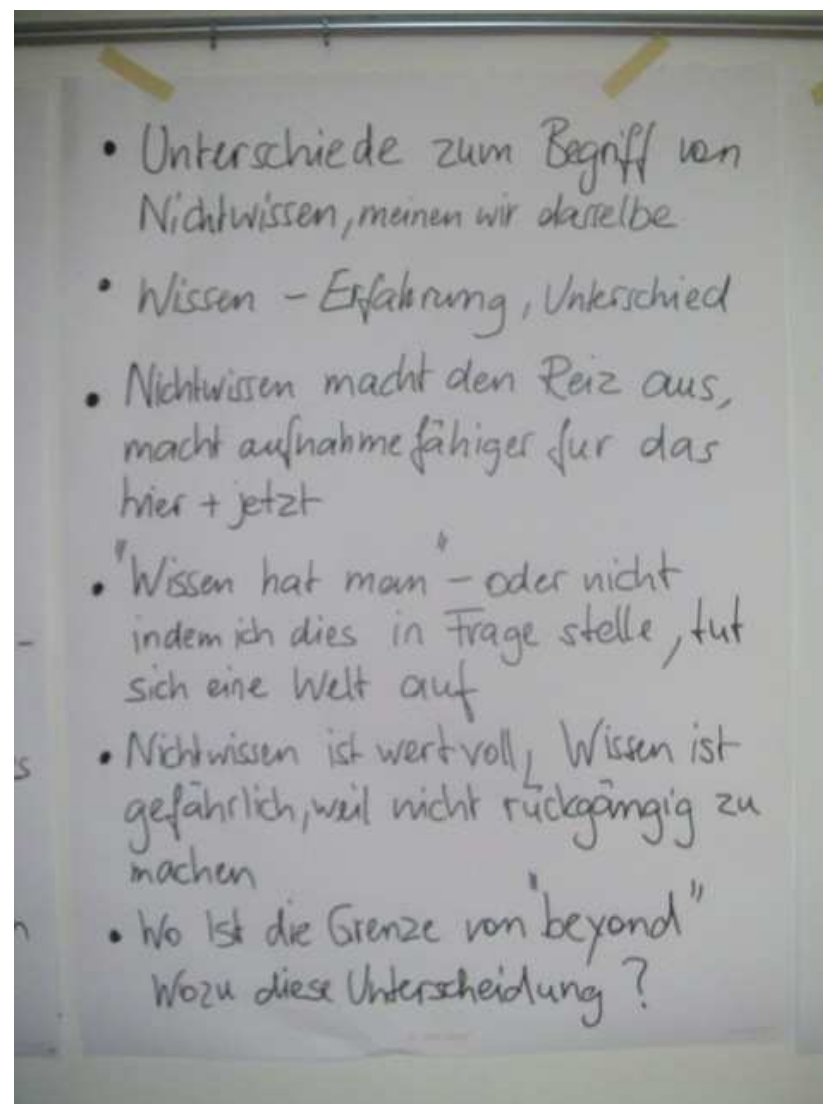 • Unterschiede zum Begriff von
Nichtwissen, meinen wir dasselbe
• Wissen – Erfahrung, Unterschied
• Nichtwissen macht den Reiz aus,
macht aufnahmefähiger fur das
hier + jetzt
• "Wissen hat man" – oder nicht
indem ich dies in Frage stelle, tut
sich eine Welt auf
• Nichtwissen ist wertvoll, Wissen ist
gefährlich, weil nicht rückgängig zu
machen
• Wo Ist die Grenze von "beyond"
Wozu diese Unterscheidung ?
-
s
n